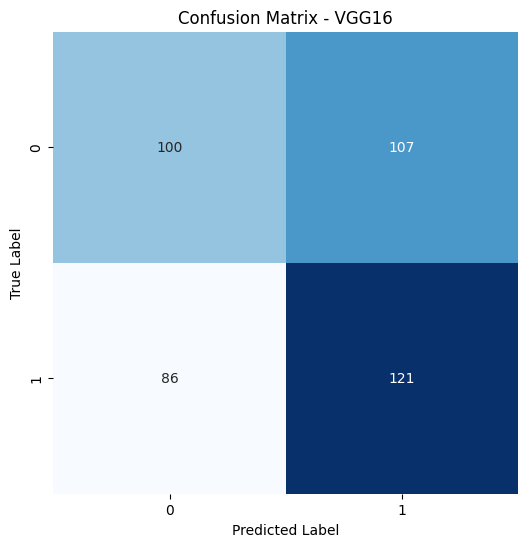 Confusion Matrix - VGG16
True Label
0
100
107
1
86
121
0
1
Predicted Label